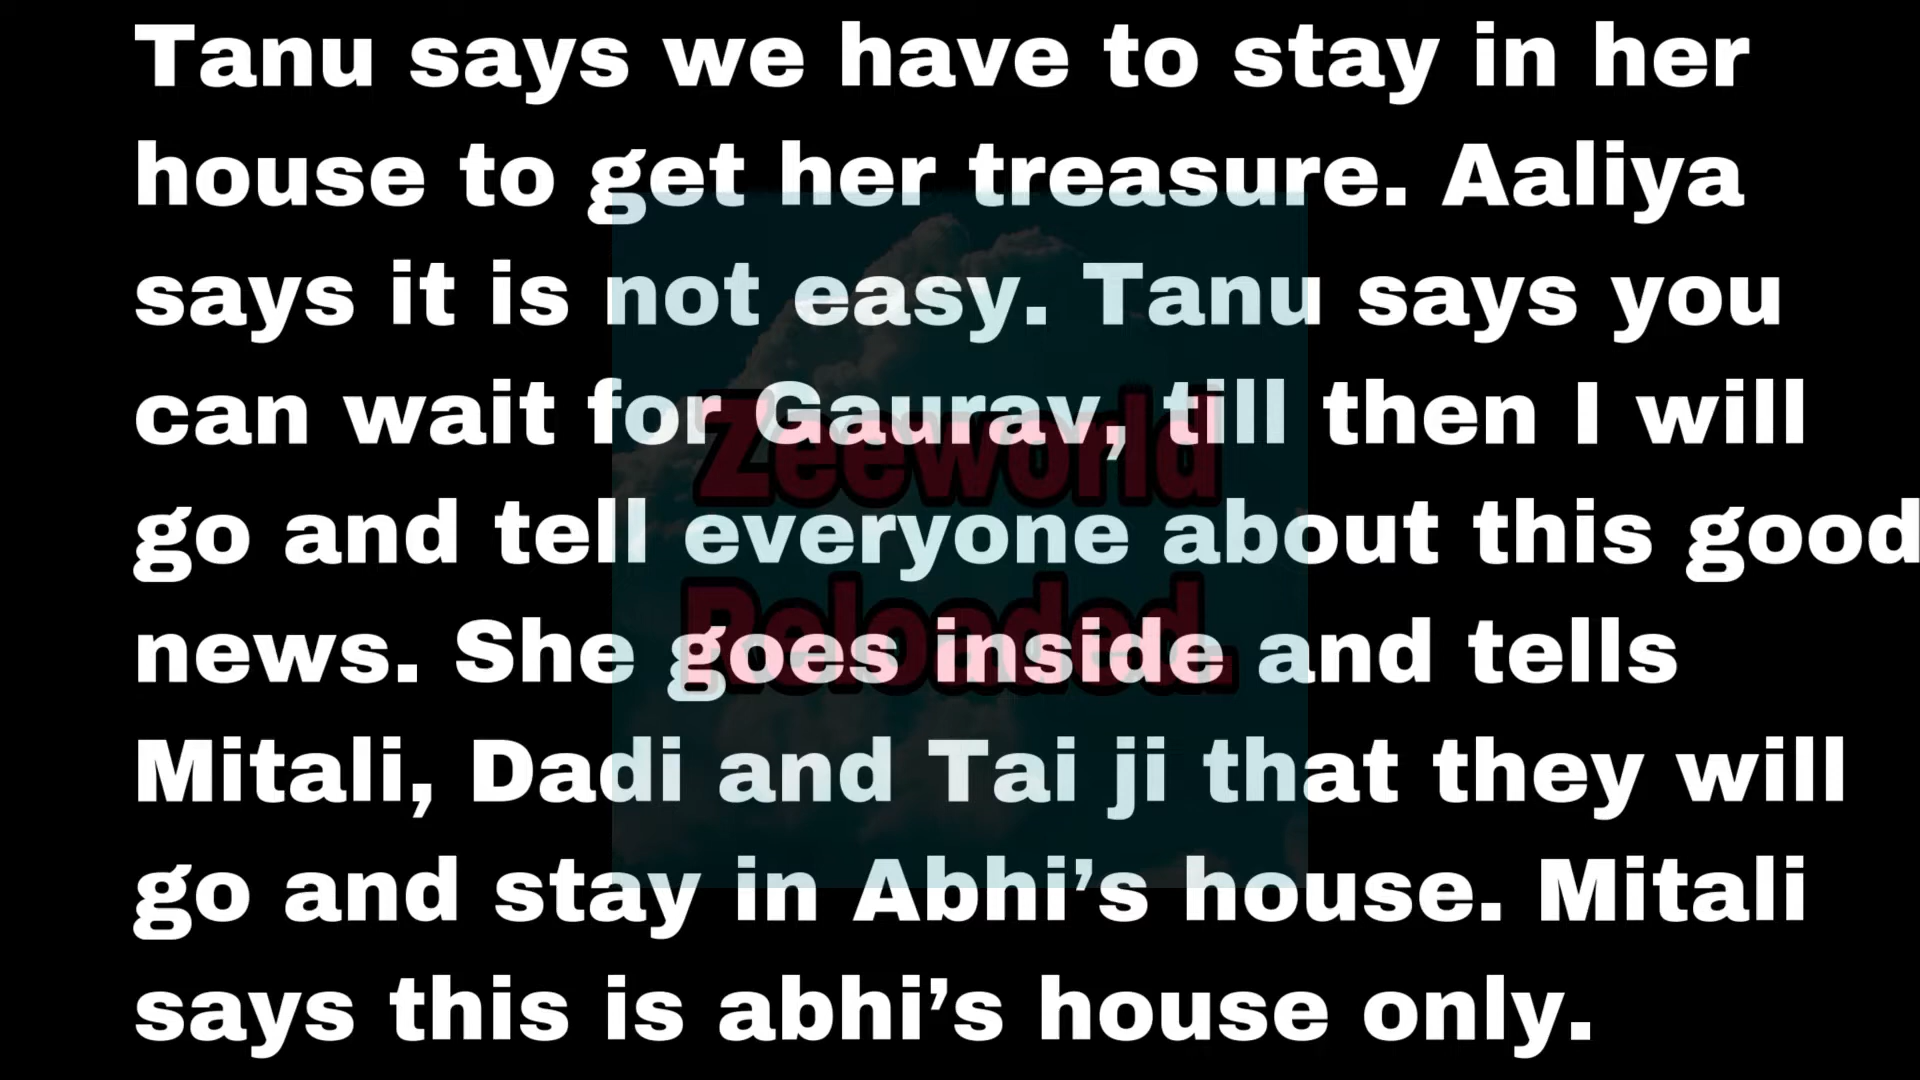 Tanu says we have to stay in her
house to get her treasure. Aaliya
says it is not easy. Tanu says you
can wait for Gaurav, till then I will
go and tell everyone about this good
news. She goes inside and tells
Mitali, Dadi and Tai ji that they will
go and stay in Abhi’s house. Mitali
says this is abhi’s house only.
Zeeworld
Reloaded.